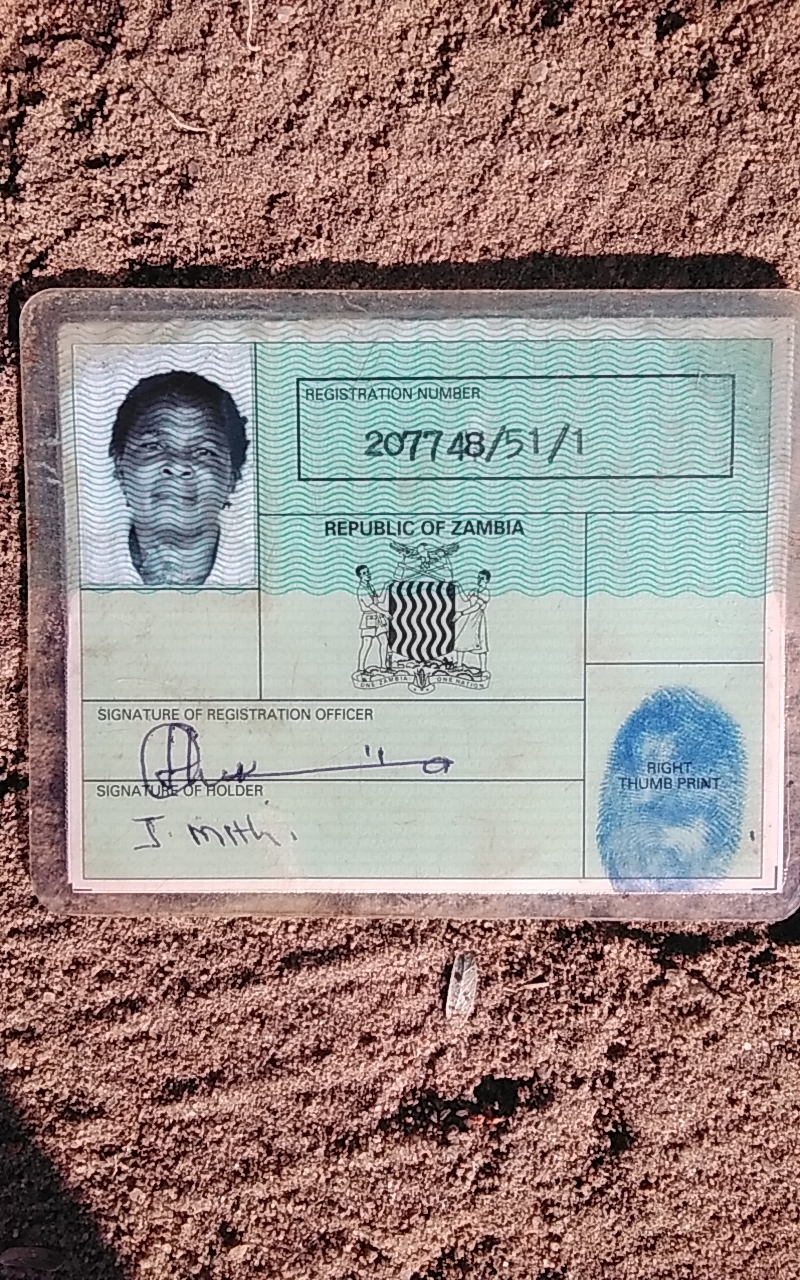 REGISTRATION NUMBER
207748/51/1
REPUBLIC OF ZAMBIA
ONE ZAMBIA ONE NATION
SIGNATURE OF REGISTRATION OFFICER
SIGNATURE OF HOLDER
RIGHT
THUMB PRINT